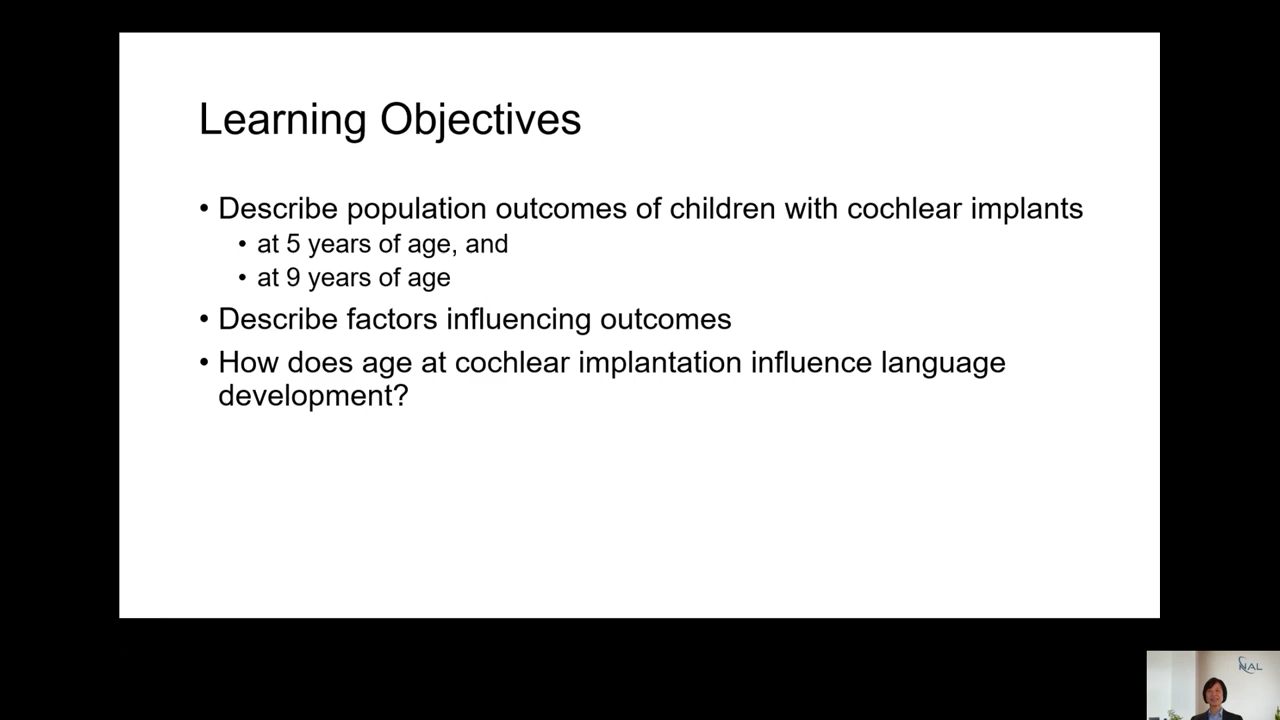 Learning Objectives
• Describe population outcomes of children with cochlear implants
• at 5 years of age, and
• at 9 years of age
• Describe factors influencing outcomes
• How does age at cochlear implantation influence language
development?
NAL